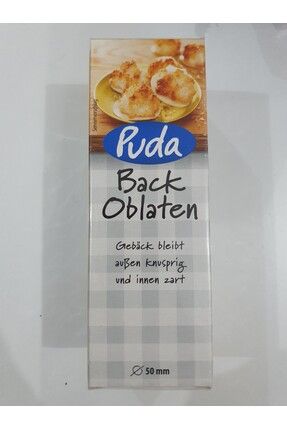 Puda
Back
Oblaten
Gebäck bleibt
außen knusprig
und innen zart
⌀ 50 mm